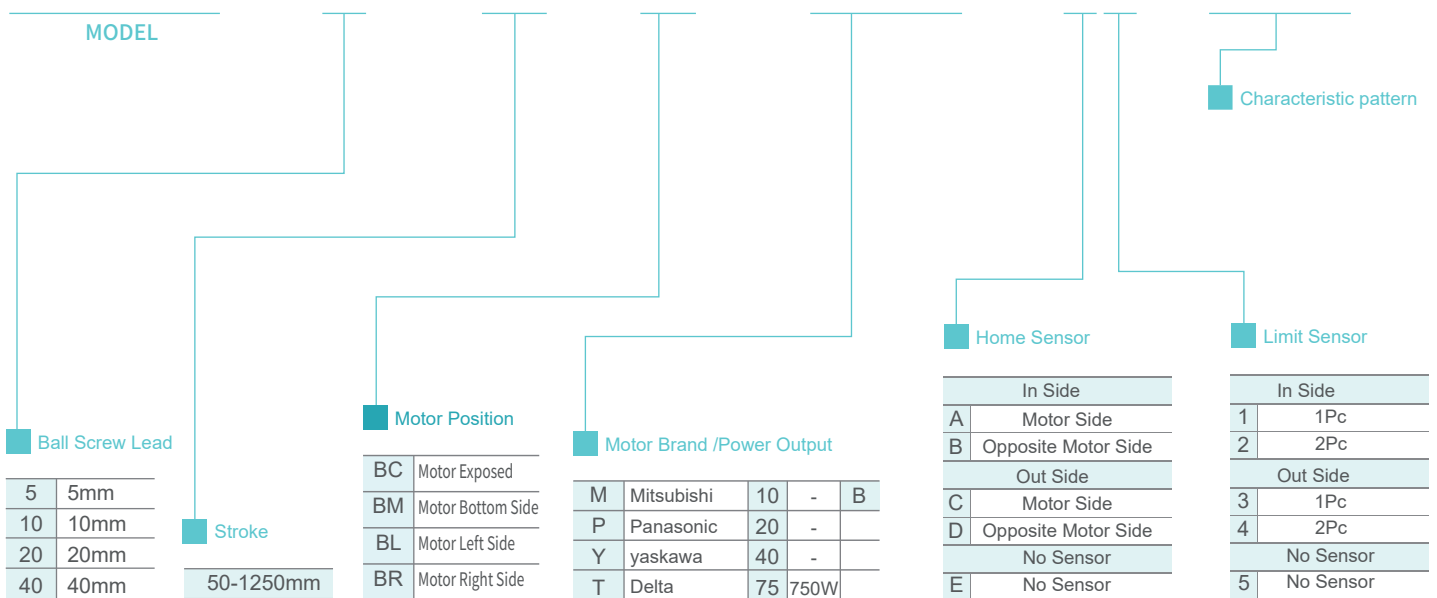 MODEL
Characteristic pattern
Home Sensor
Limit Sensor
In Side
A Motor Side
B Opposite Motor Side
Out Side
C Motor Side
D Opposite Motor Side
No Sensor
E No Sensor
In Side
1 1Pc
2 2Pc
Out Side
3 1Pc
4 2Pc
No Sensor
5 No Sensor
Motor Position
BC Motor Exposed
BM Motor Bottom Side
BL Motor Left Side
BR Motor Right Side
Motor Brand /Power Output
M Mitsubishi 10 - B
P Panasonic 20 -
Y yaskawa 40 -
T Delta 75 750W
Ball Screw Lead
5 5mm
10 10mm
20 20mm
40 40mm
Stroke
50-1250mm